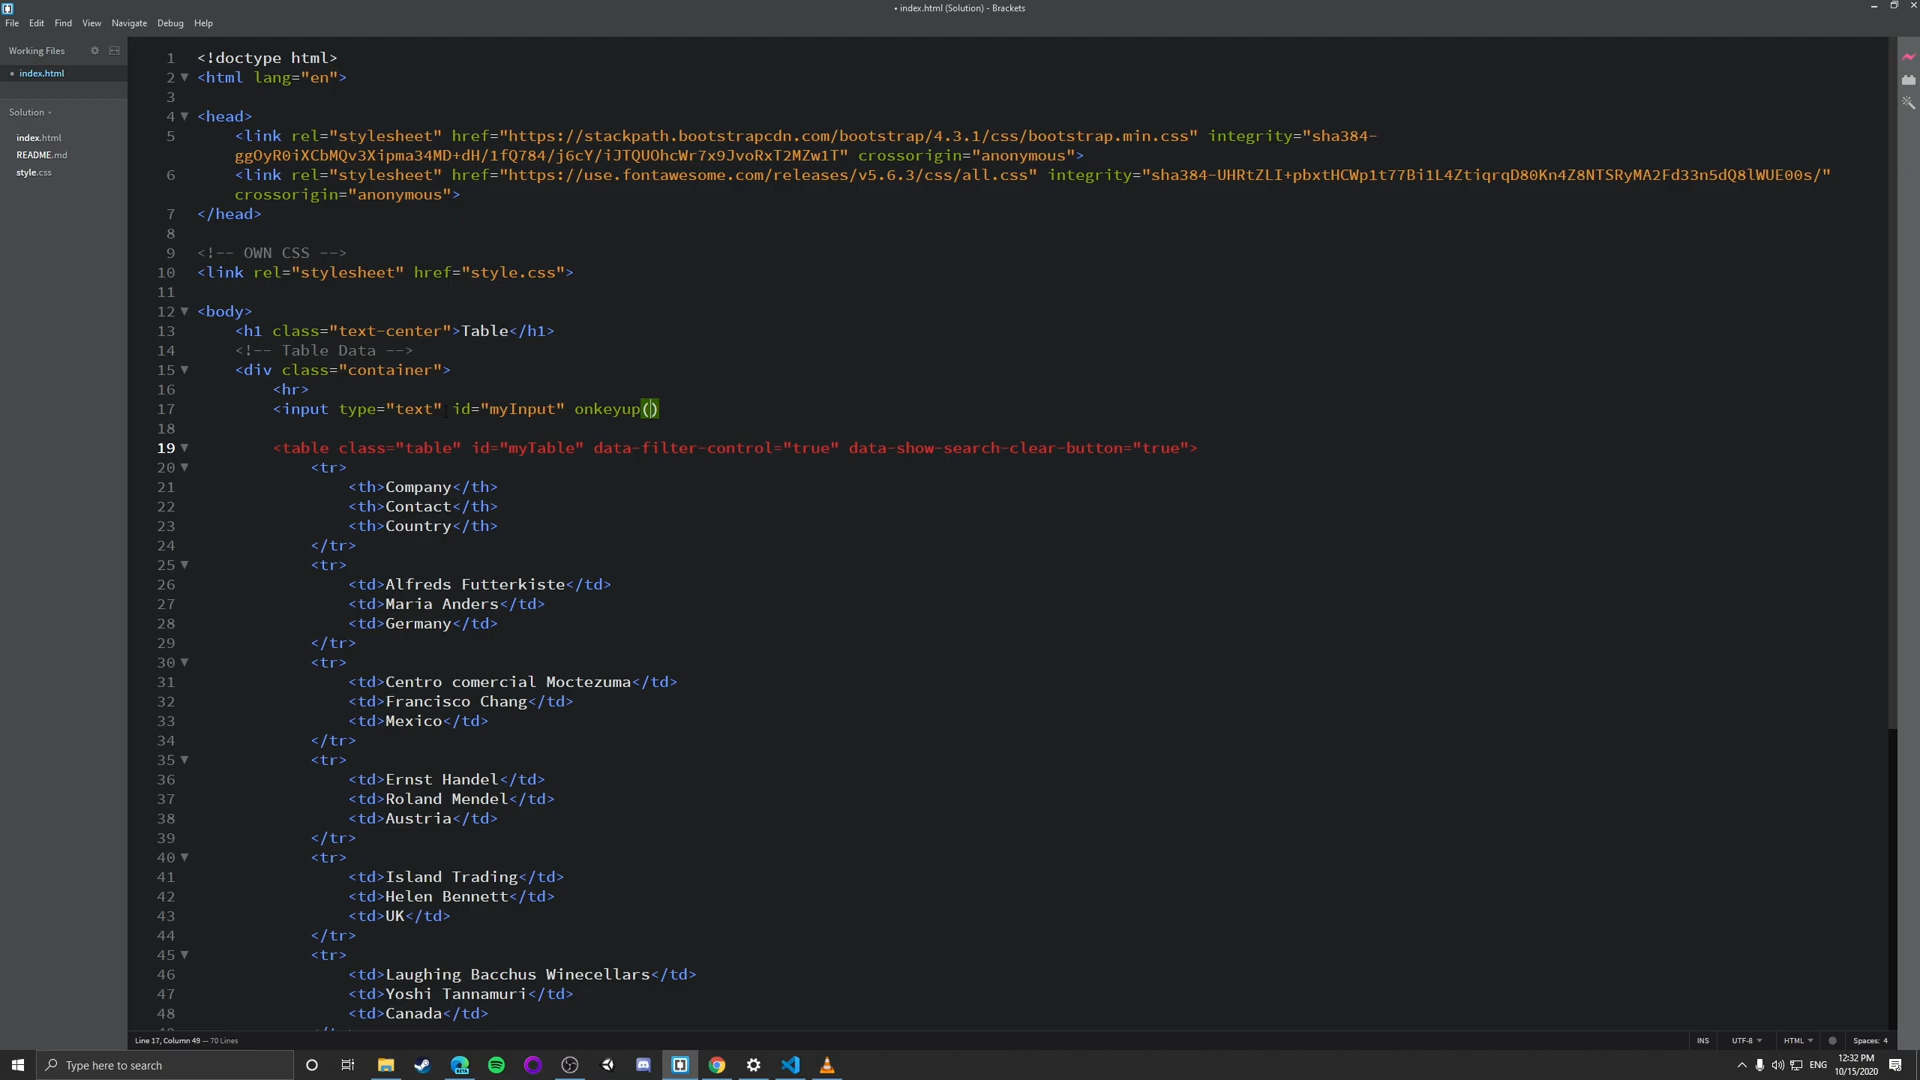 • index.html (Solution) - Brackets
File Edit Find View Navigate Debug Help
Working Files
• index.html
Solution
index.html
README.md
style.css
1 <!doctype html>
2 <html lang="en">
3
4 <head>
5 <link rel="stylesheet" href="https://stackpath.bootstrapcdn.com/bootstrap/4.3.1/css/bootstrap.min.css" integrity="sha384-
ggOyR0iXCbMQv3Xipma34MD+dH/1fQ784/j6cY/iJTQUOhcWr7x9JvoRxT2MZw1T" crossorigin="anonymous">
6 <link rel="stylesheet" href="https://use.fontawesome.com/releases/v5.6.3/css/all.css" integrity="sha384-UHRtZLI+pbxtHCWp1t77Bi1L4ZtiqrqD80Kn4Z8NTSRyMA2Fd33n5dQ8lWUE00s/"
crossorigin="anonymous">
7 </head>
8
9 <!-- OWN CSS -->
10 <link rel="stylesheet" href="style.css">
11
12 <body>
13 <h1 class="text-center">Table</h1>
14 <!-- Table Data -->
15 <div class="container">
16 <hr>
17 <input type="text" id="myInput" onkeyup()
18
19 <table class="table" id="myTable" data-filter-control="true" data-show-search-clear-button="true">
20 <tr>
21 <th>Company</th>
22 <th>Contact</th>
23 <th>Country</th>
24 </tr>
25 <tr>
26 <td>Alfreds Futterkiste</td>
27 <td>Maria Anders</td>
28 <td>Germany</td>
29 </tr>
30 <tr>
31 <td>Centro comercial Moctezuma</td>
32 <td>Francisco Chang</td>
33 <td>Mexico</td>
34 </tr>
35 <tr>
36 <td>Ernst Handel</td>
37 <td>Roland Mendel</td>
38 <td>Austria</td>
39 </tr>
40 <tr>
41 <td>Island Trading</td>
42 <td>Helen Bennett</td>
43 <td>UK</td>
44 </tr>
45 <tr>
46 <td>Laughing Bacchus Winecellars</td>
47 <td>Yoshi Tannamuri</td>
48 <td>Canada</td>
Line 17, Column 49 — 70 Lines
INS UTF-8 HTML Spaces: 4
Type here to search
ENG
12:32 PM
10/15/2020